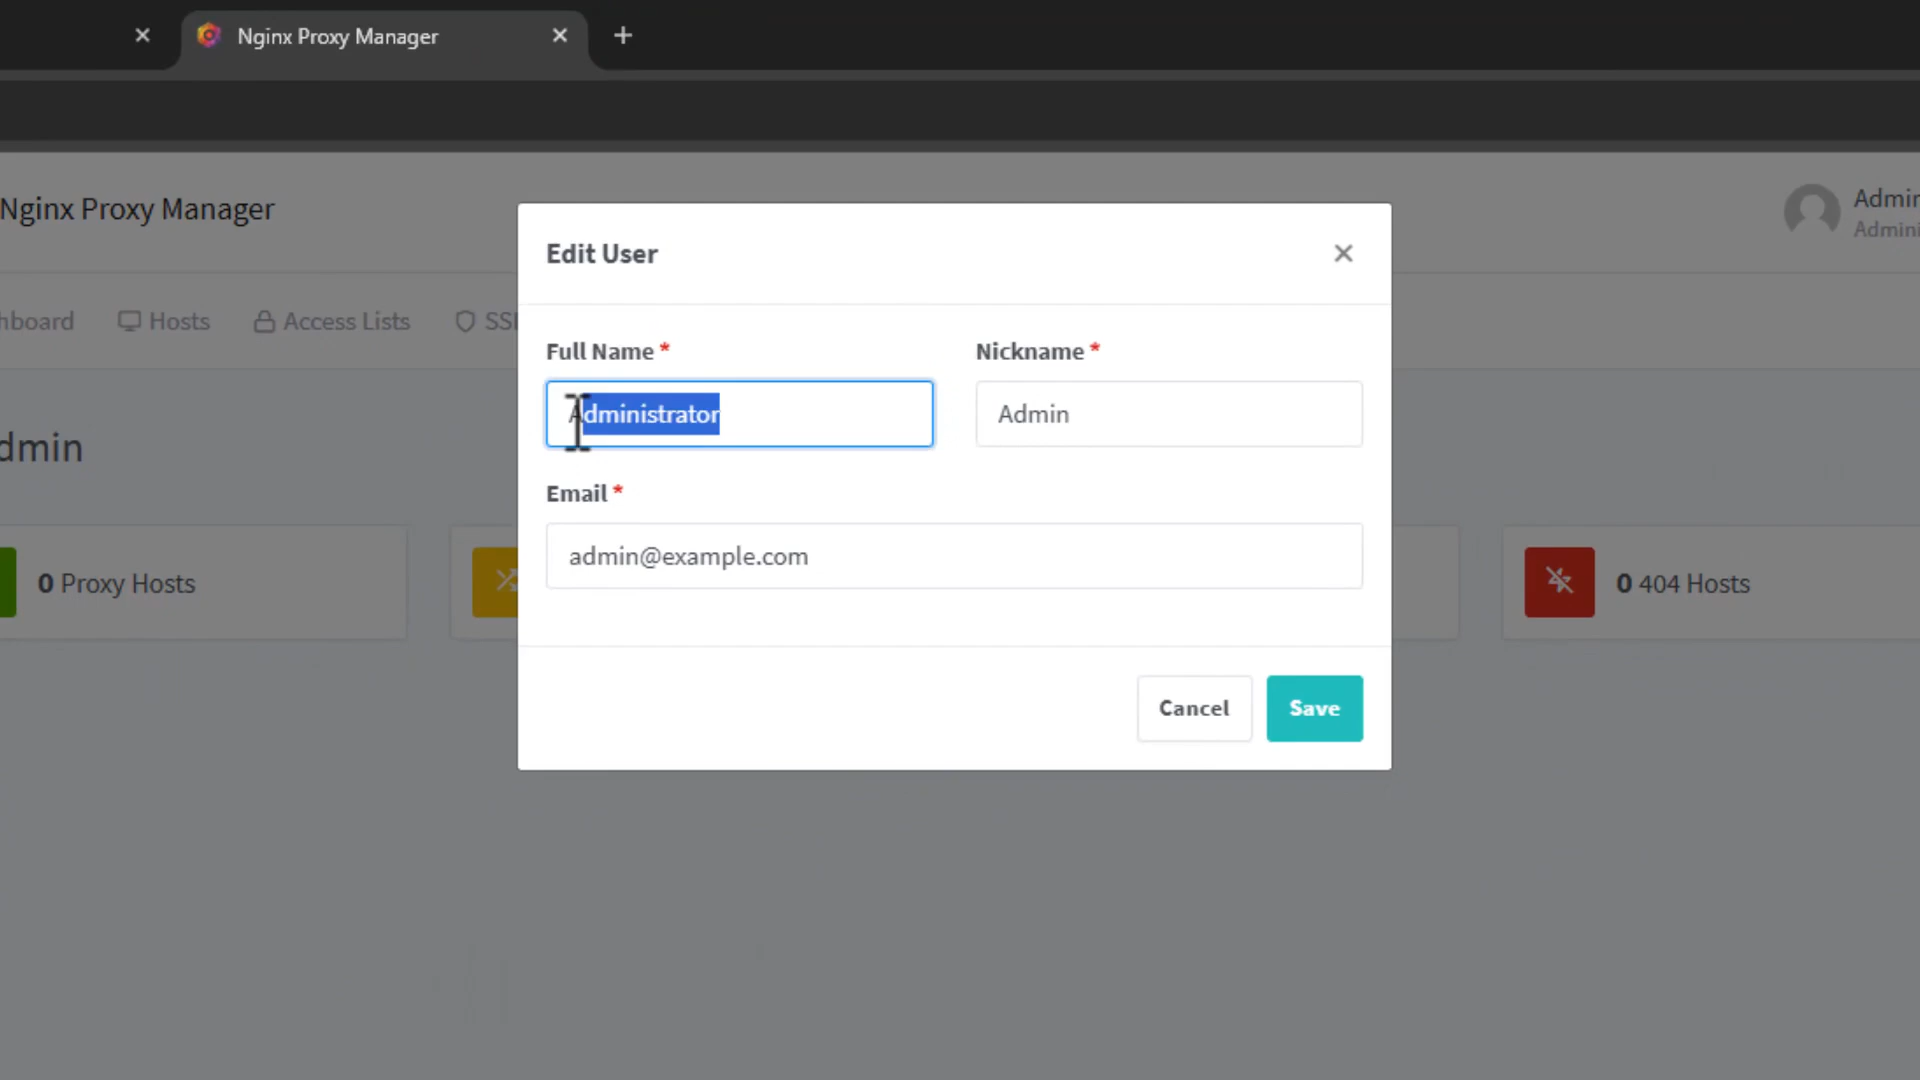 Nginx Proxy Manager
Nginx Proxy Manager
Admin
Admini
Edit User
hboard
Hosts
Access Lists
SSL
Full Name *
Nickname *
Administrator
Admin
dmin
Email *
admin@example.com
0 Proxy Hosts
0 404 Hosts
Cancel
Save